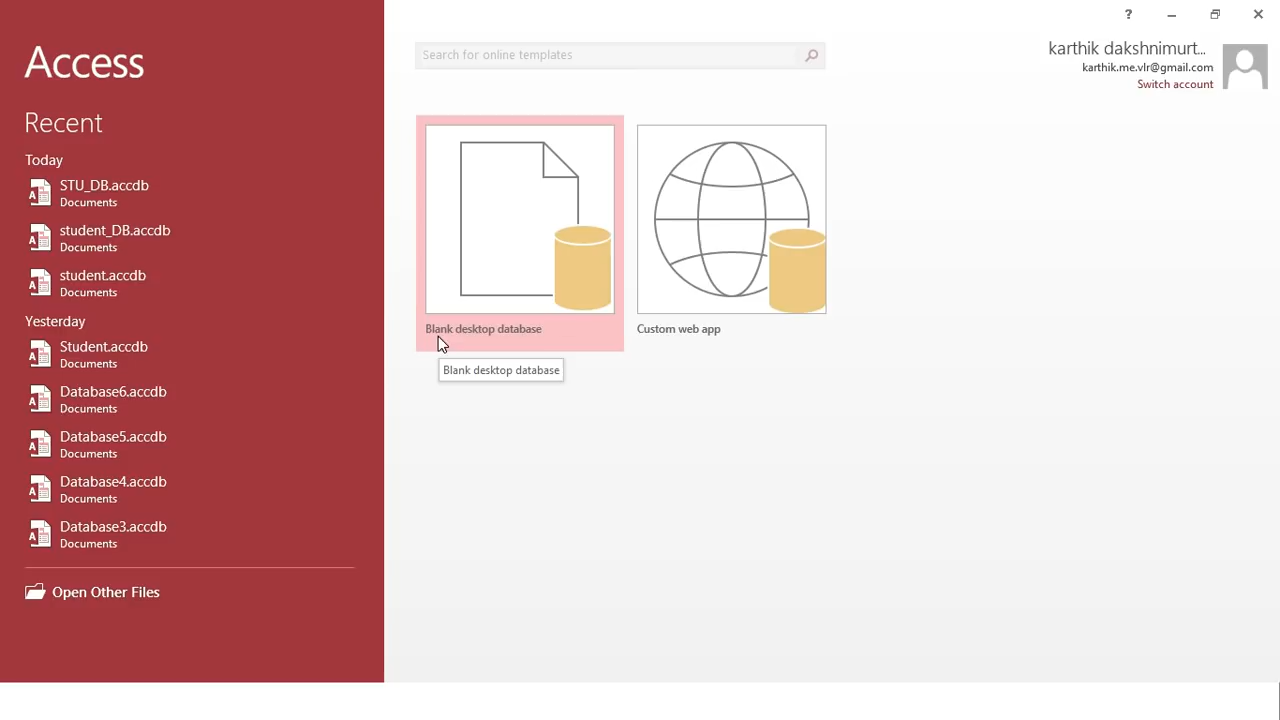 ?
Access
Search for online templates
karthik dakshnimurt...
karthik.me.vlr@gmail.com
Switch account
Recent
Today
STU_DB.accdb
Documents
student_DB.accdb
Documents
student.accdb
Documents
Yesterday
Student.accdb
Documents
Database6.accdb
Documents
Database5.accdb
Documents
Database4.accdb
Documents
Database3.accdb
Documents
Open Other Files
Blank desktop database
Custom web app
Blank desktop database